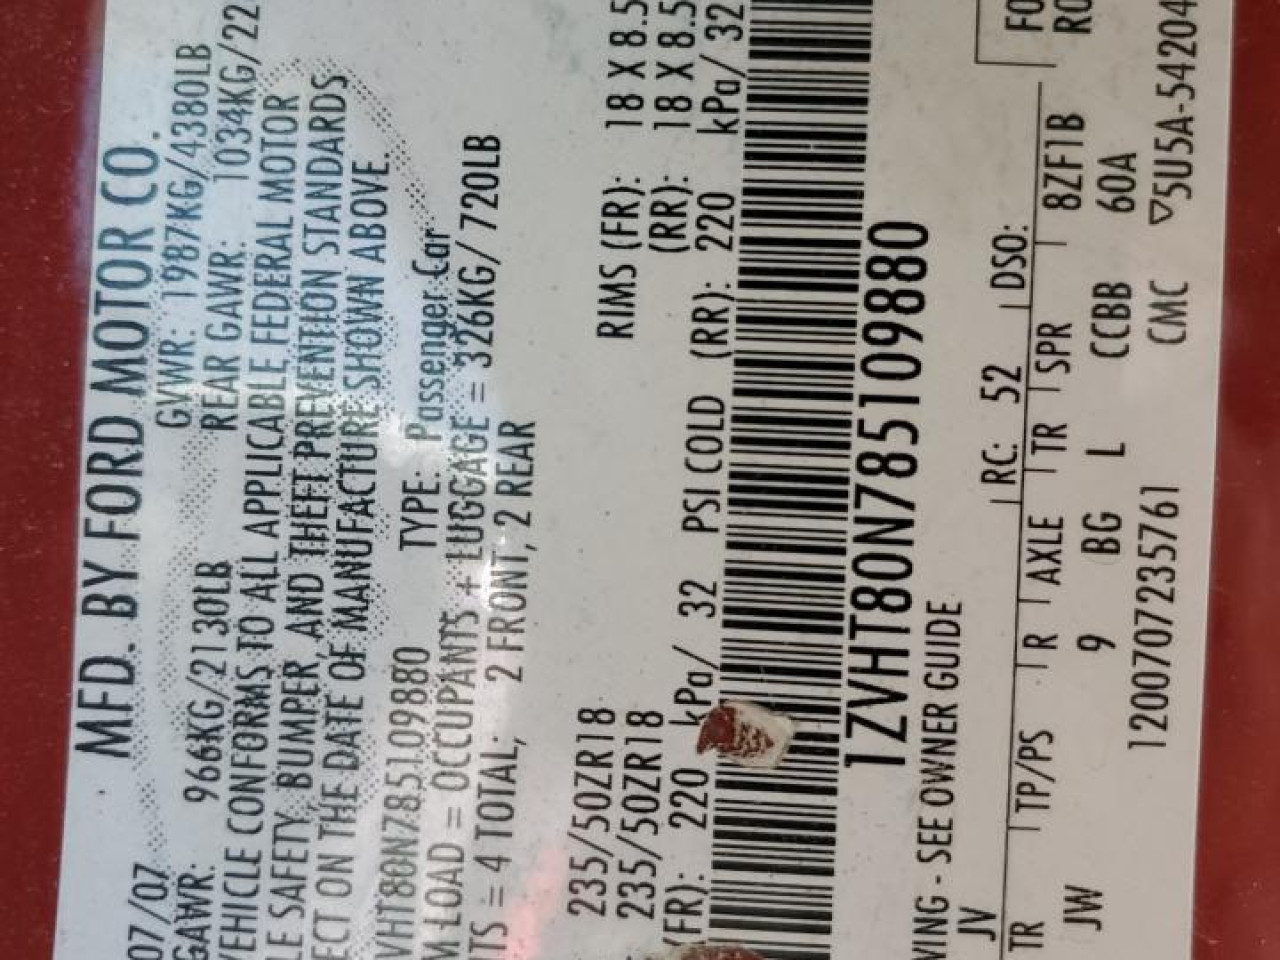 MFD. BY FORD MOTOR CO.
07/07 GVWR: 1987KG/4380LB
GAWR: 966KG/2130LB REAR GAWR: 1034KG/22
VEHICLE CONFORMS TO ALL APPLICABLE FEDERAL MOTOR
LE SAFETY, BUMPER, AND THEFT PREVENTION STANDARDS
ECT ON THE DATE OF MANUFACTURE SHOWN ABOVE.
VHT80N785109880 TYPE: Passenger Car
M LOAD = OCCUPANTS + LUGGAGE = 326KG/720LB
TS = 4 TOTAL, 2 FRONT, 2 REAR
235/50ZR18 RIMS (FR): 18 X 8.5
235/50ZR18 (RR): 18 X 8.5
(FR): 220 kPa/ 32 PSI COLD (RR): 220 kPa/ 32
1ZVHT80N785109880
WING - SEE OWNER GUIDE
JV RC: 52 DSO: FO
TR TP/PS R AXLE TR SPR 8ZF1B RO
JW 9 BG L CCBB 60A
1200707235761 CMC ▽5U5A-54204